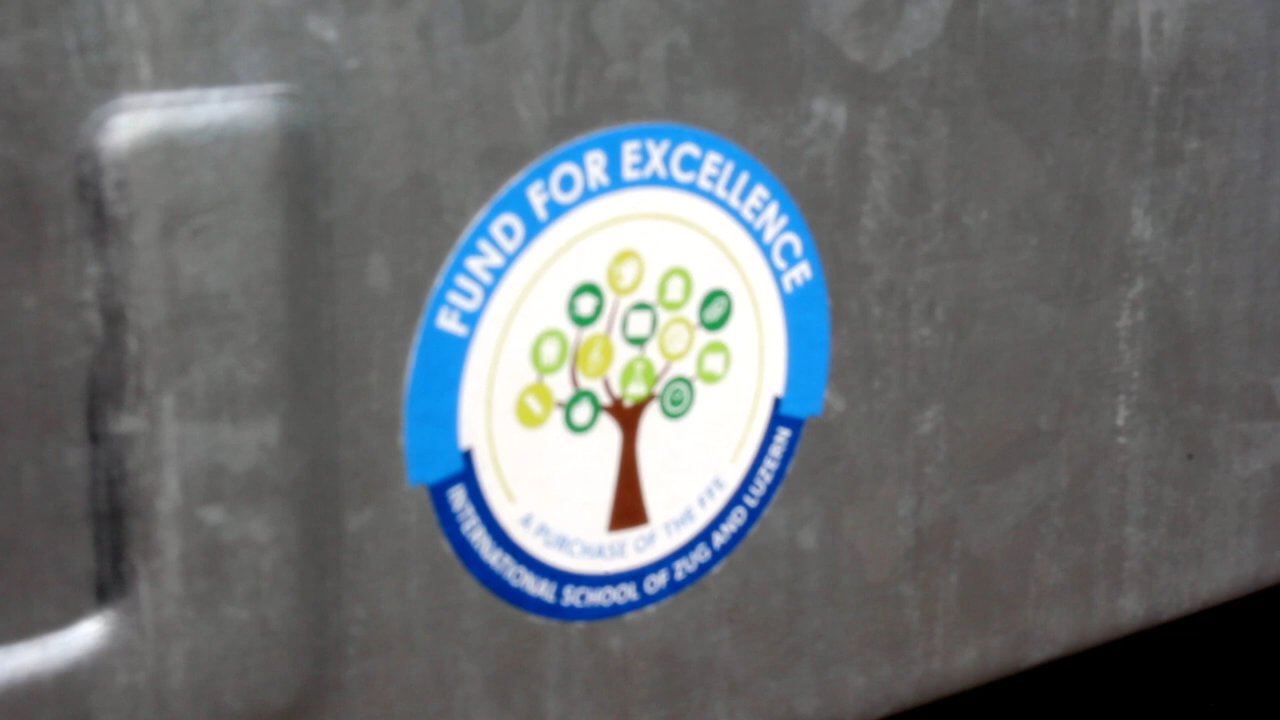 FUND FOR EXCELLENCE
A PURCHASE OF THE FFE
INTERNATIONAL SCHOOL OF ZUG AND LUZERN